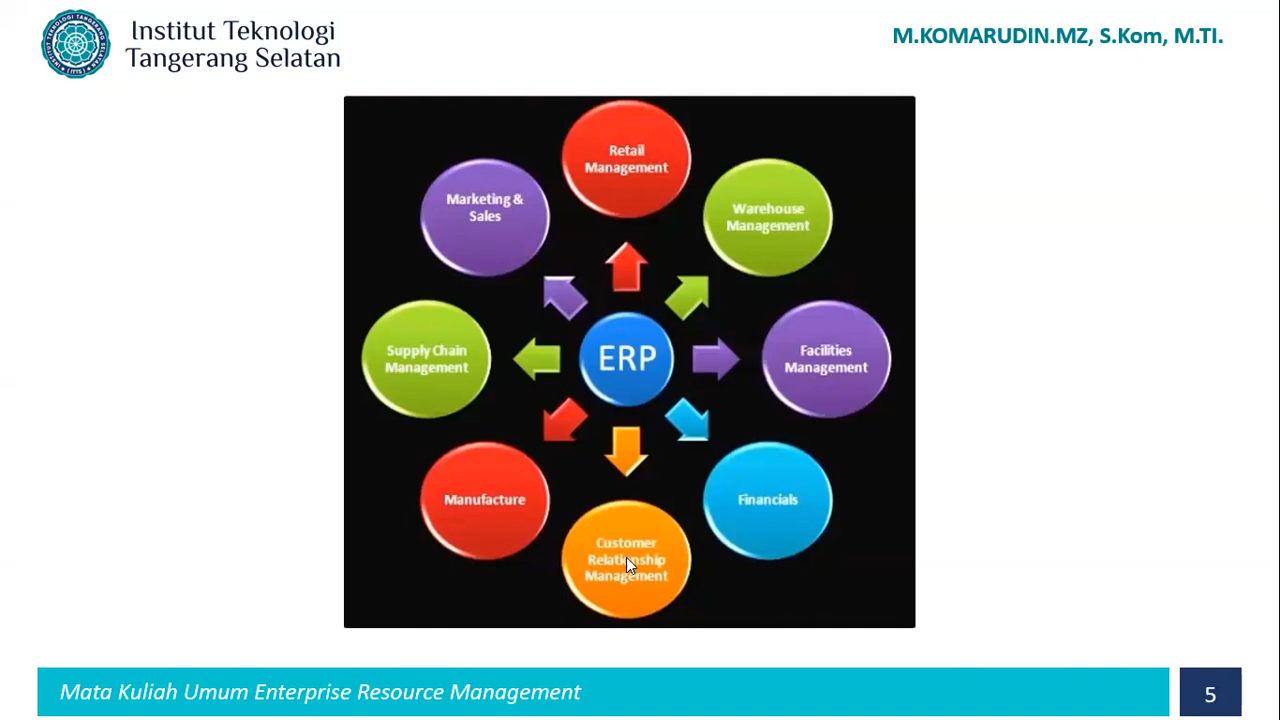 Institut Teknologi
Tangerang Selatan
M.KOMARUDIN.MZ, S.Kom, M.TI.
Retail
Management
Marketing &
Sales
Warehouse
Management
Supply Chain
Management
ERP
Facilities
Management
Manufacture
Financials
Customer
Relationship
Management
Mata Kuliah Umum Enterprise Resource Management
5